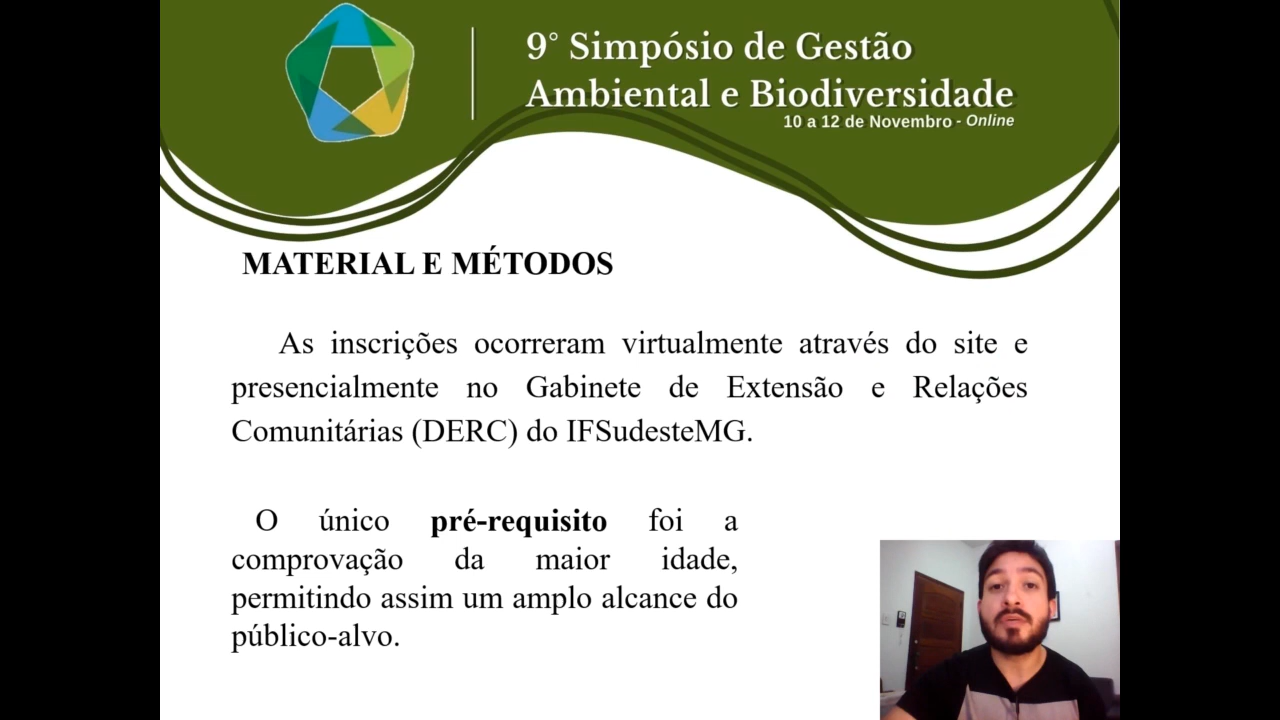 9° Simpósio de Gestão
Ambiental e Biodiversidade
10 a 12 de Novembro - Online
MATERIAL E MÉTODOS
As inscrições ocorreram virtualmente através do site e
presencialmente no Gabinete de Extensão e Relações
Comunitárias (DERC) do IFSudesteMG.
O único pré-requisito foi a
comprovação da maior idade,
permitindo assim um amplo alcance do
público-alvo.